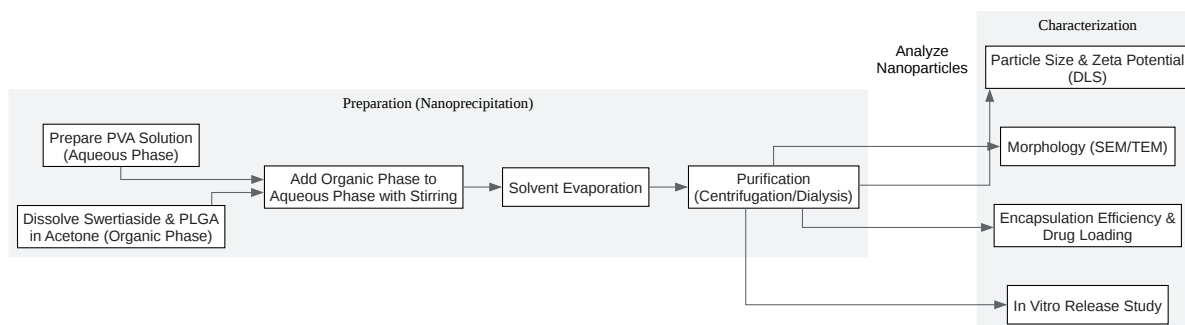 Characterization
Analyze
Nanoparticles
Particle Size & Zeta Potential
(DLS)
Preparation (Nanoprecipitation)
Prepare PVA Solution
(Aqueous Phase)
Dissolve Swertiaside & PLGA
in Acetone (Organic Phase)
Add Organic Phase to
Aqueous Phase with Stirring
Solvent Evaporation
Purification
(Centrifugation/Dialysis)
Morphology (SEM/TEM)
Encapsulation Efficiency &
Drug Loading
In Vitro Release Study